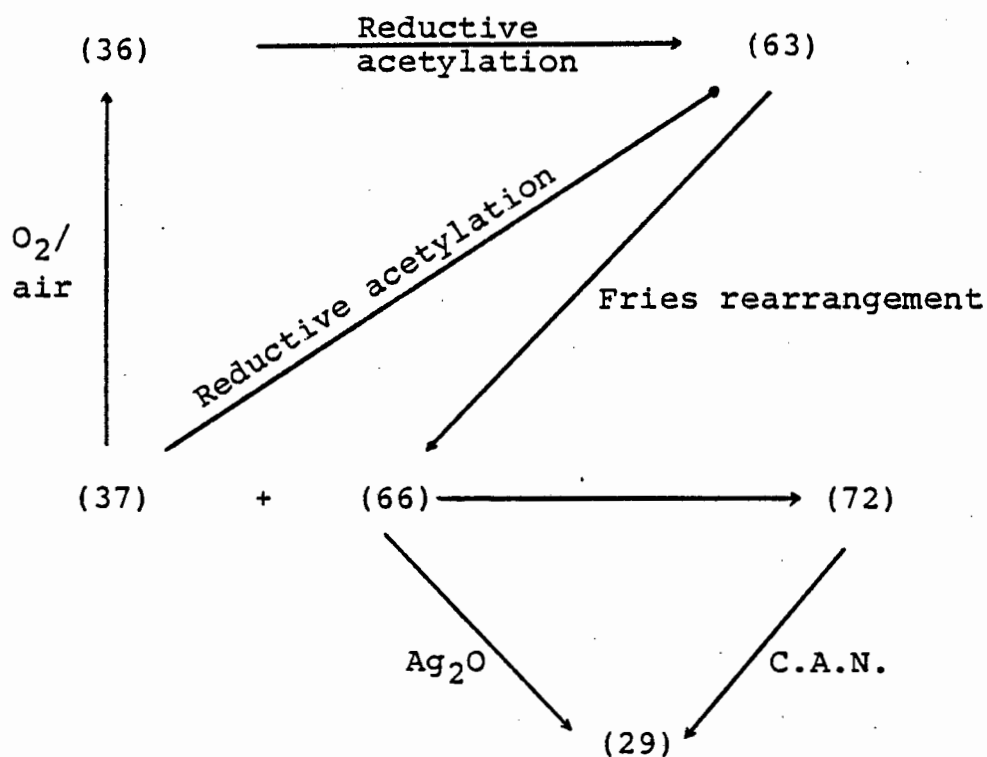 (36) Reductive acetylation (63)
Reductive acetylation
O2/
air
Fries rearrangement
(37) + (66) (72)
Ag2O C.A.N.
(29)